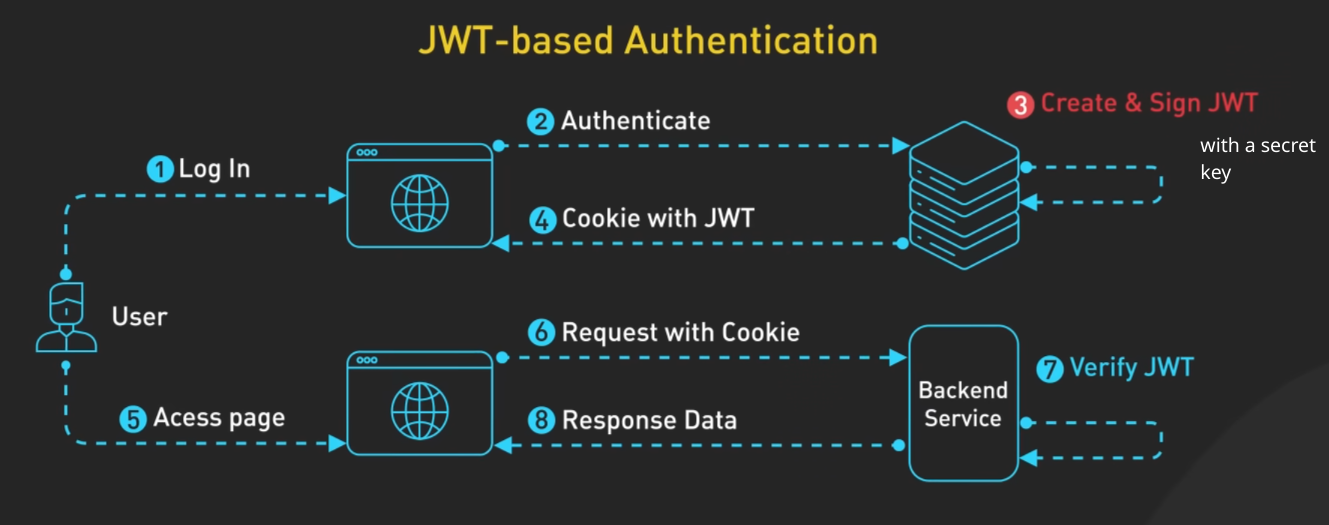 JWT-based Authentication
3 Create & Sign JWT
with a secret
key
2 Authenticate
1 Log In
4 Cookie with JWT
User
6 Request with Cookie
7 Verify JWT
Backend
Service
5 Acess page
8 Response Data